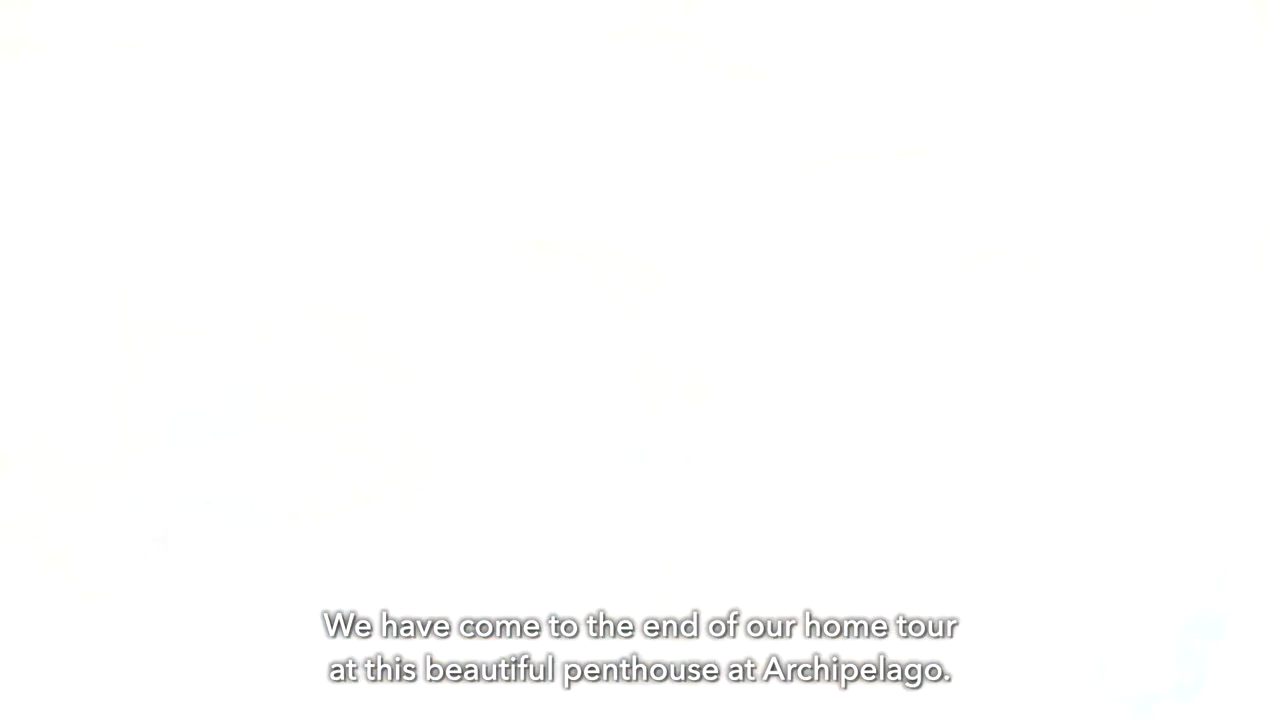 We have come to the end of our home tour
at this beautiful penthouse at Archipelago.